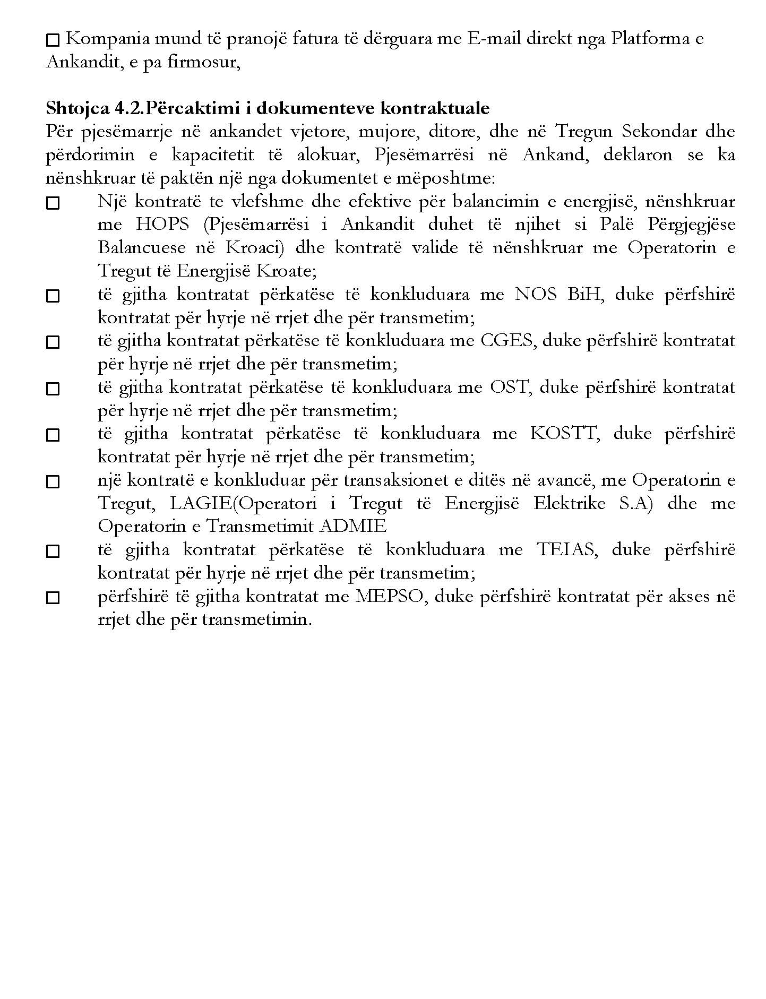 ☐ Kompania mund të pranojë fatura të dërguara me E-mail direkt nga Platforma e
Ankandit, e pa firmosur,
Shtojca 4.2.Përcaktimi i dokumenteve kontraktuale
Për pjesëmarrje në ankandet vjetore, mujore, ditore, dhe në Tregun Sekondar dhe
përdorimin e kapacitetit të alokuar, Pjesëmarrësi në Ankand, deklaron se ka
nënshkruar të paktën një nga dokumentet e mëposhtme:
☐ Një kontratë te vlefshme dhe efektive për balancimin e energjisë, nënshkruar
me HOPS (Pjesëmarrësi i Ankandit duhet të njihet si Palë Përgjegjëse
Balancuese në Kroaci) dhe kontratë valide të nënshkruar me Operatorin e
Tregut të Energjisë Kroate;
☐ të gjitha kontratat përkatëse të konkluduara me NOS BiH, duke përfshirë
kontratat për hyrje në rrjet dhe për transmetim;
☐ të gjitha kontratat përkatëse të konkluduara me CGES, duke përfshirë kontratat
për hyrje në rrjet dhe për transmetim;
☐ të gjitha kontratat përkatëse të konkluduara me OST, duke përfshirë kontratat
për hyrje në rrjet dhe për transmetim;
☐ të gjitha kontratat përkatëse të konkluduara me KOSTT, duke përfshirë
kontratat për hyrje në rrjet dhe për transmetim;
☐ një kontratë e konkluduar për transaksionet e ditës në avancë, me Operatorin e
Tregut, LAGIE(Operatori i Tregut të Energjisë Elektrike S.A) dhe me
Operatorin e Transmetimit ADMIE
☐ të gjitha kontratat përkatëse të konkluduara me TEIAS, duke përfshirë
kontratat për hyrje në rrjet dhe për transmetim;
☐ përfshirë të gjitha kontratat me MEPSO, duke përfshirë kontratat për akses në
rrjet dhe për transmetimin.